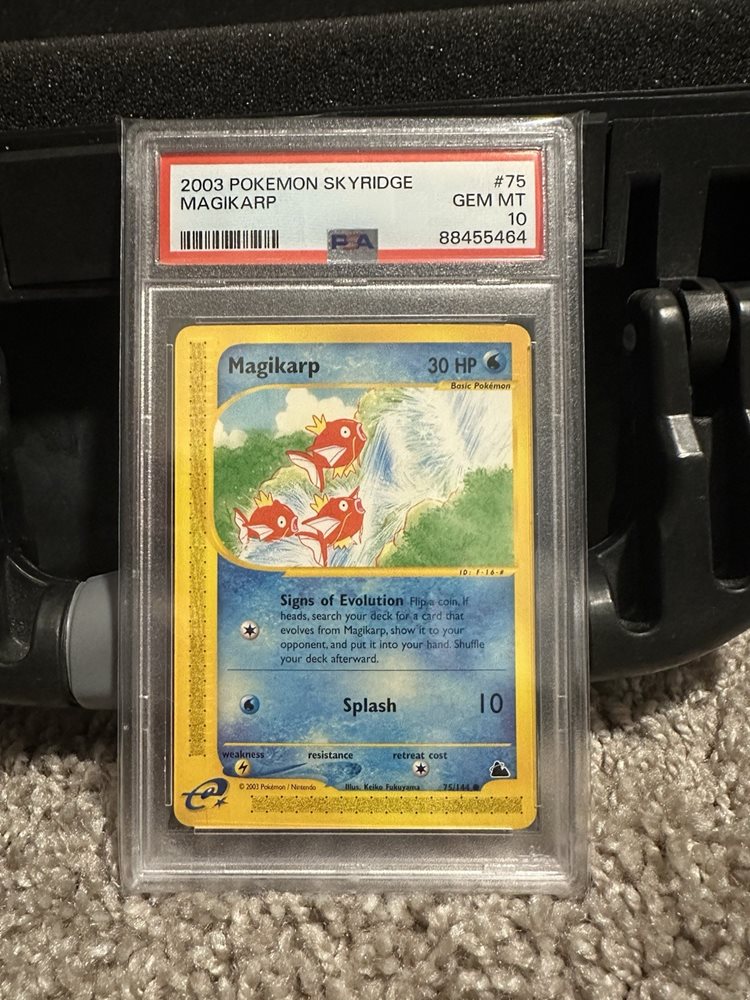 2003 POKEMON SKYRIDGE #75
MAGIKARP GEM MT
10
PSA 88455464
Magikarp 30 HP
Basic Pokémon
ID: F-16-#
Signs of Evolution Flip a coin. If
heads, search your deck for a card that
evolves from Magikarp, show it to your
opponent, and put it into your hand. Shuffle
your deck afterward.
Splash 10
weakness resistance retreat cost
© 2003 Pokémon / Nintendo Illus. Keiko Fukuyama 75/144
e